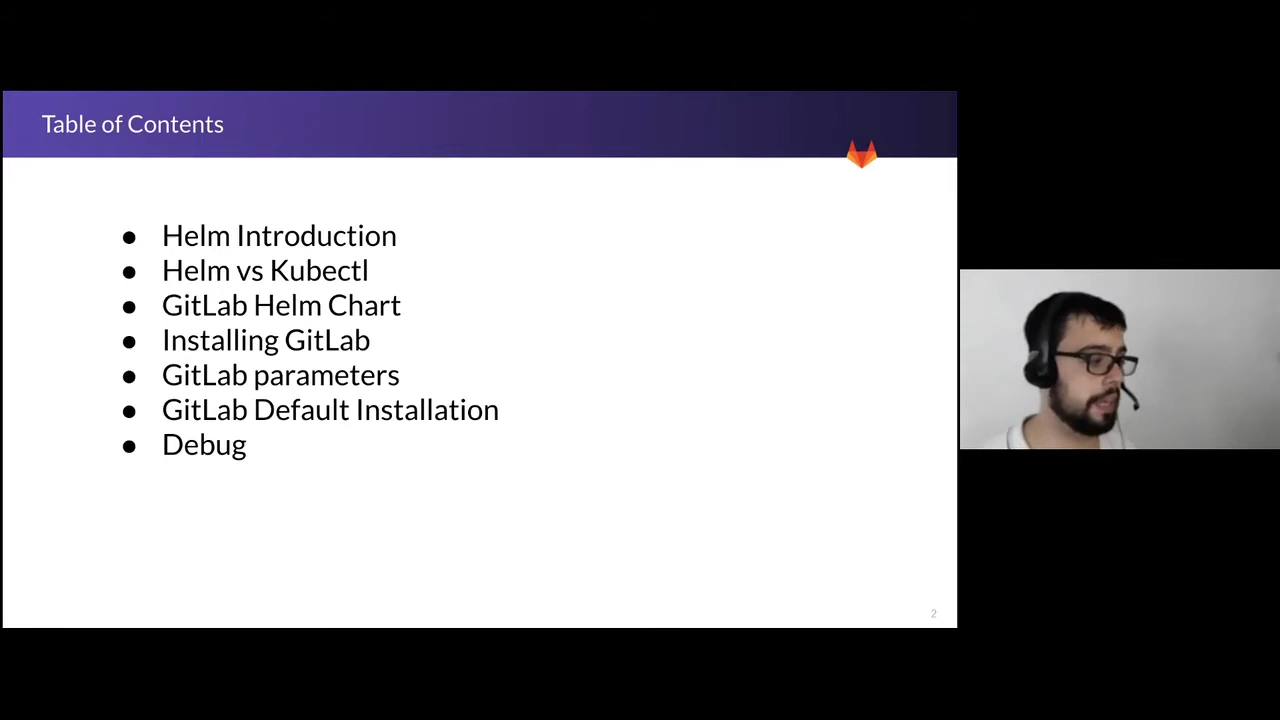 Table of Contents
● Helm Introduction
● Helm vs Kubectl
● GitLab Helm Chart
● Installing GitLab
● GitLab parameters
● GitLab Default Installation
● Debug
2